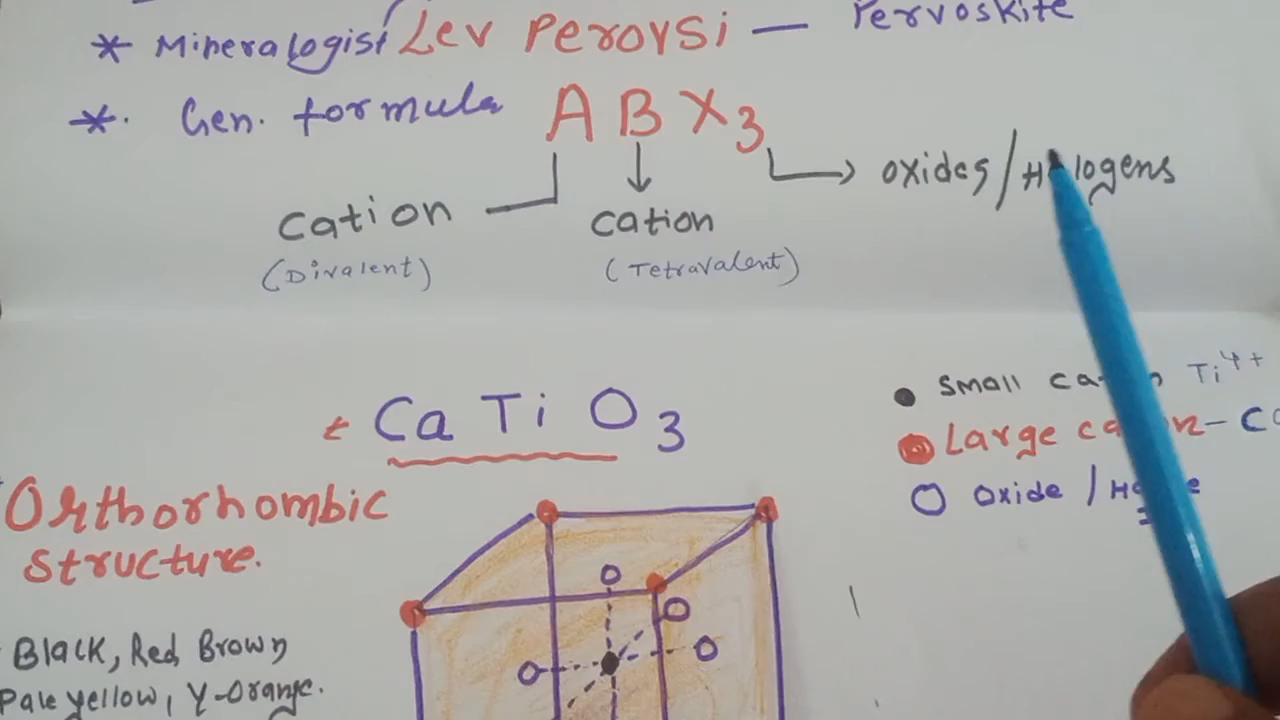 * Mineralogist Lev Perovsi — Pervoskite
*. Gen. formula ABX3
oxides/Halogens
cation cation
(Divalent) (Tetravalent)
CaTiO3
• small Ti4+
Large -
Orthorhombic
structure.
O oxide /
Black, Red, Brown
Pale yellow, Y-orange.